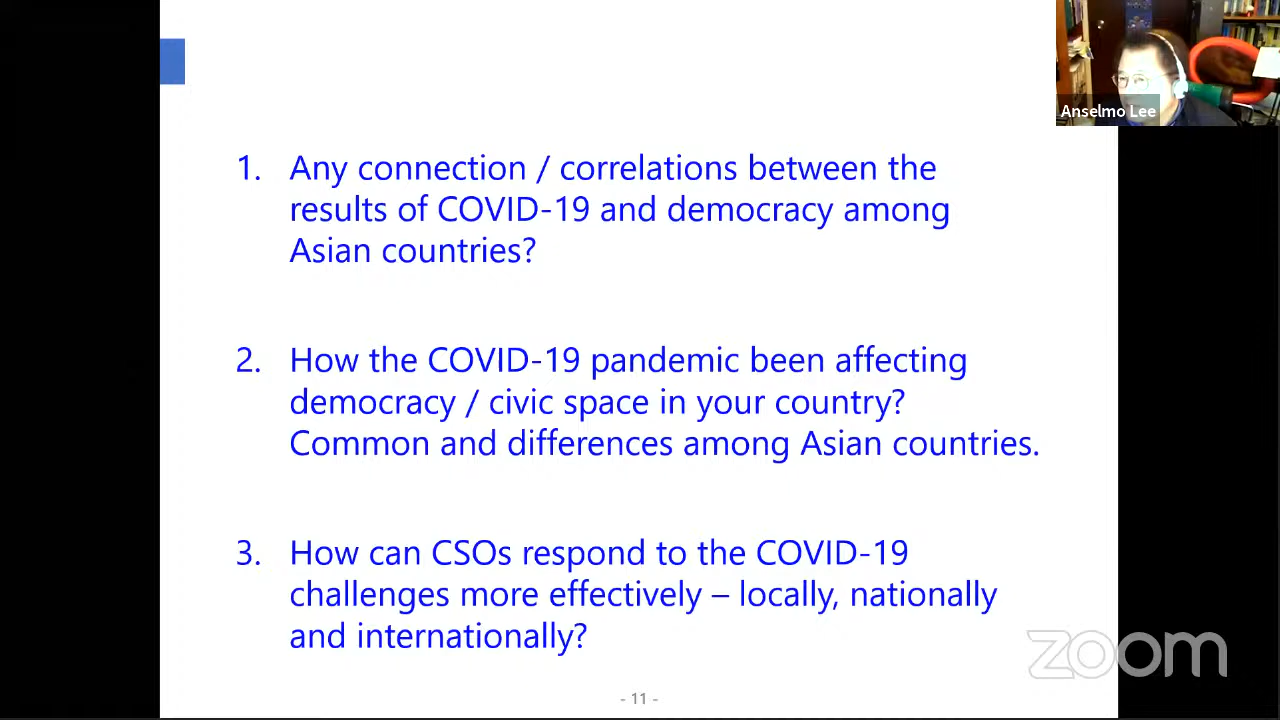 Anselmo Lee
1. Any connection / correlations between the
results of COVID-19 and democracy among
Asian countries?
2. How the COVID-19 pandemic been affecting
democracy / civic space in your country?
Common and differences among Asian countries.
3. How can CSOs respond to the COVID-19
challenges more effectively – locally, nationally
and internationally?
zoom
- 11 -